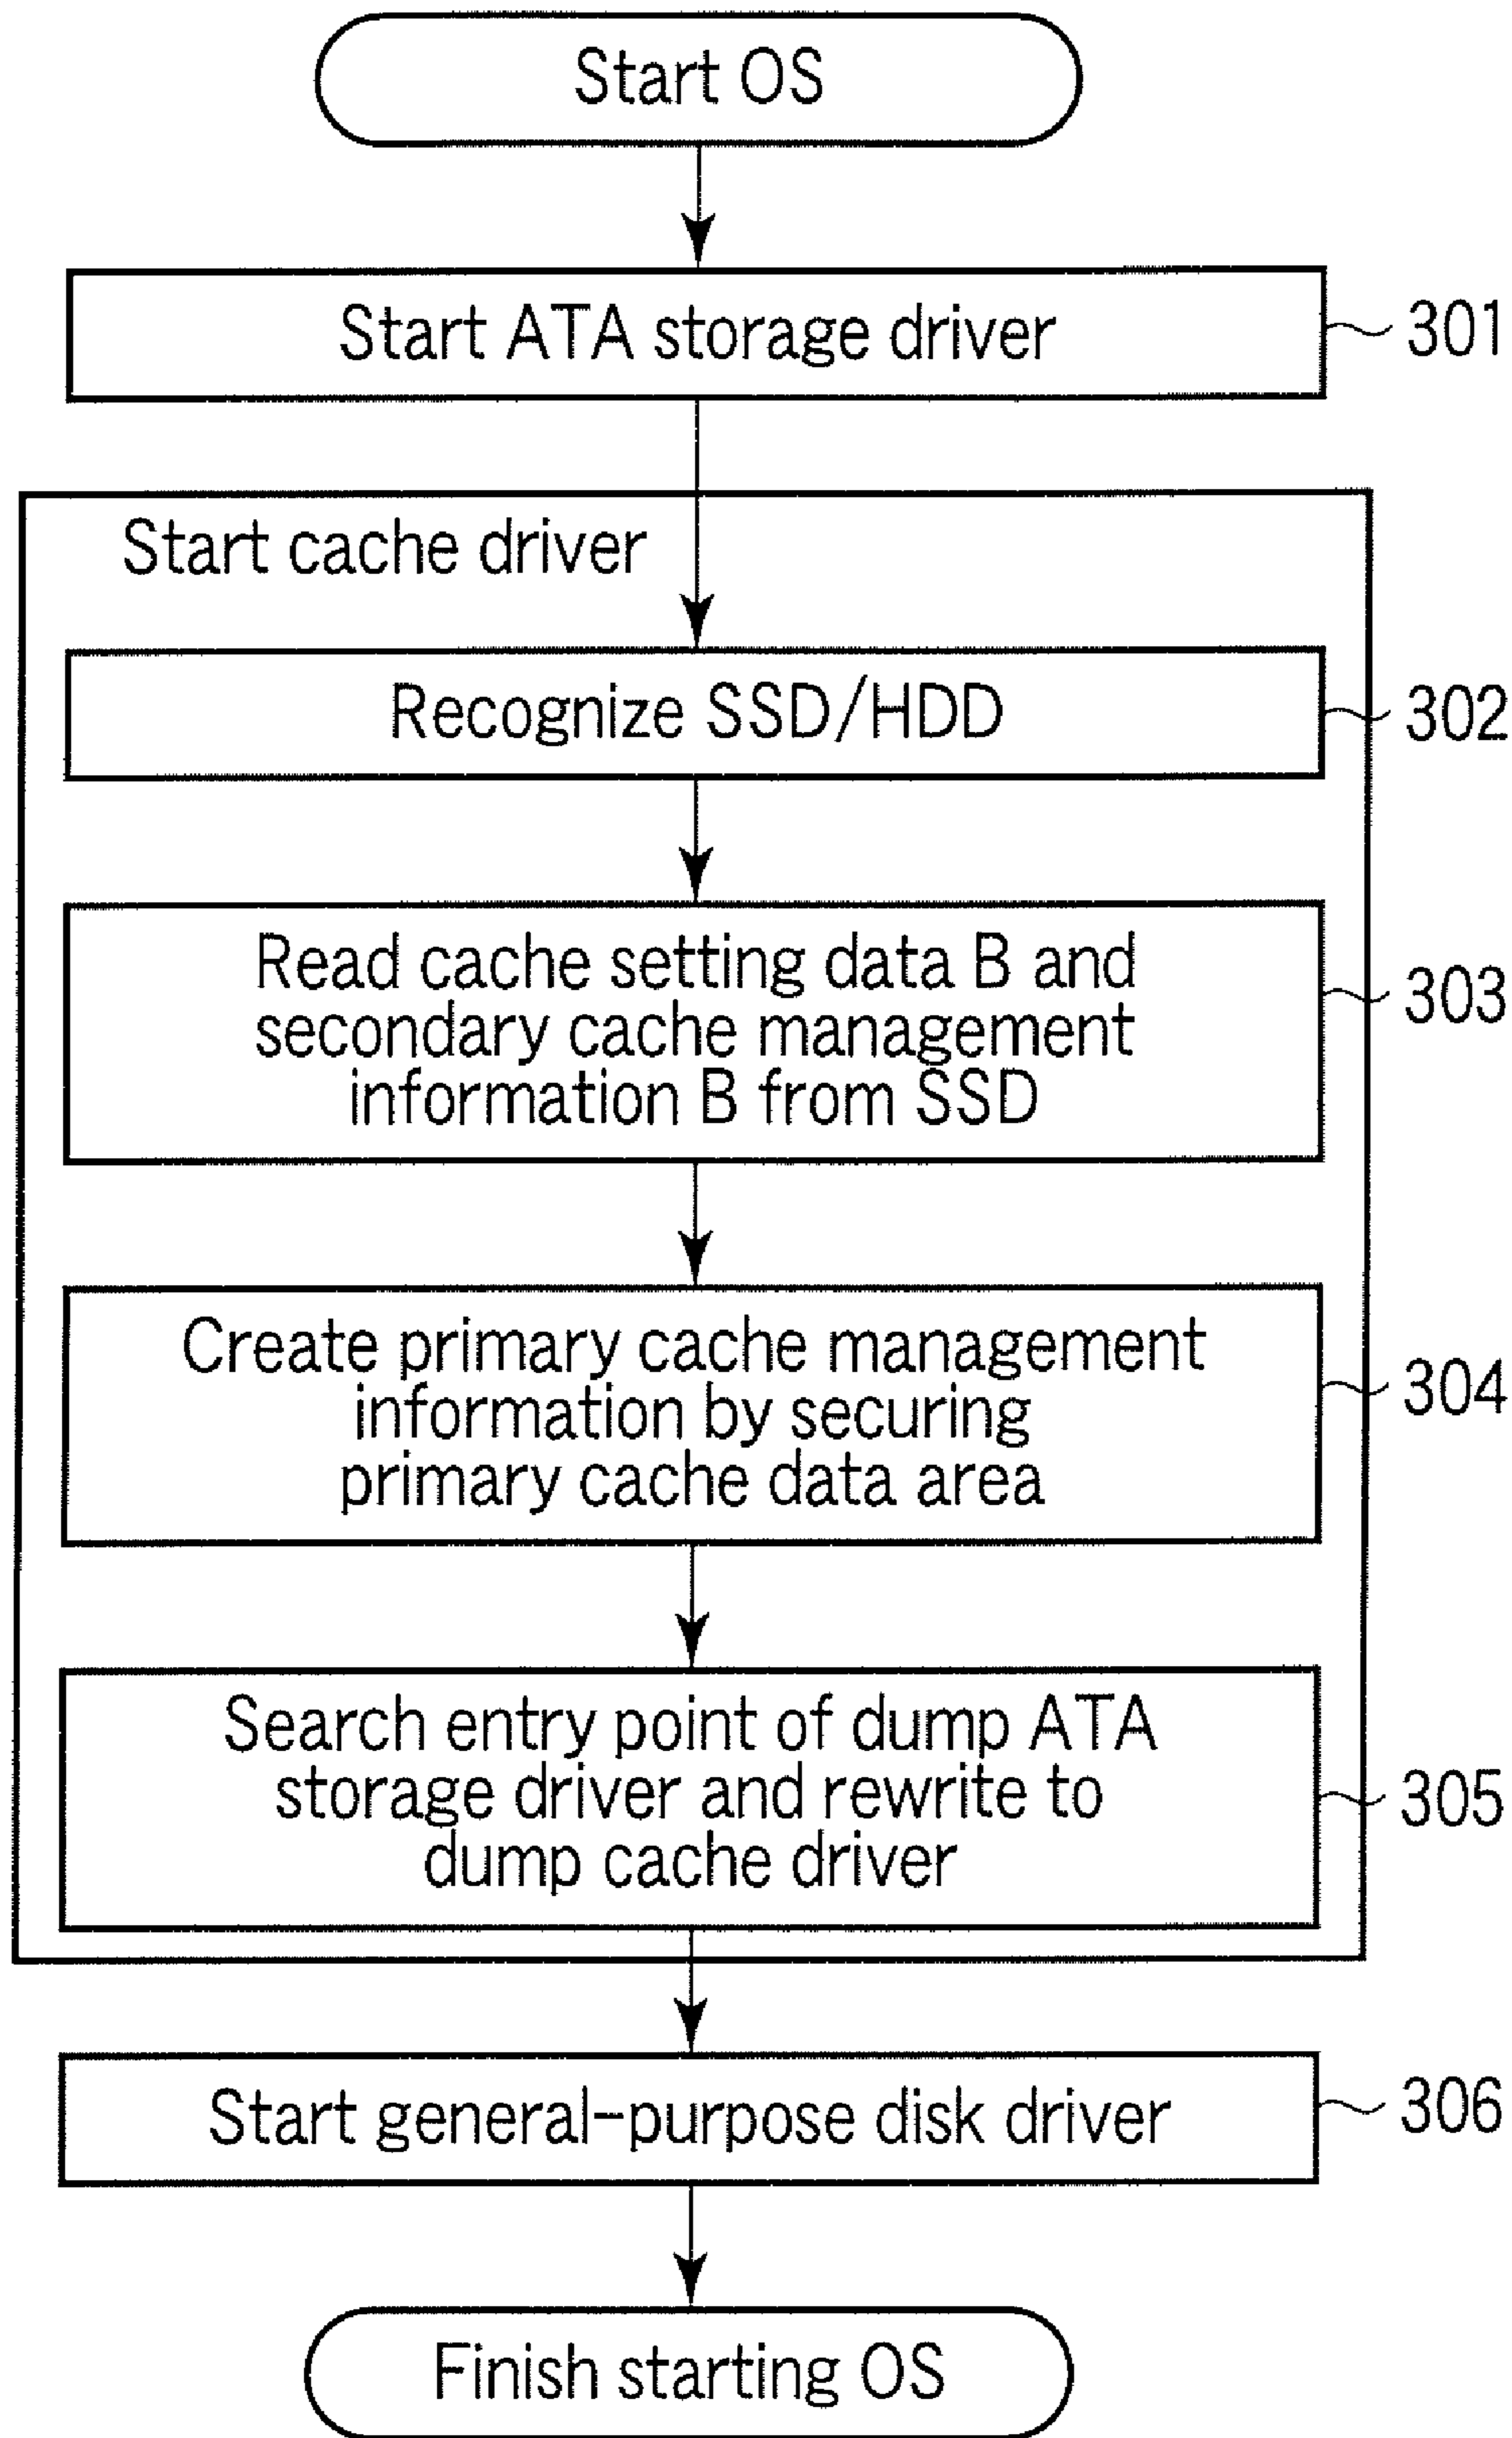 Start OS
Start ATA storage driver
301
Start cache driver
Recognize SSD/HDD
302
Read cache setting data B and
secondary cache management
information B from SSD
303
Create primary cache management
information by securing
primary cache data area
304
Search entry point of dump ATA
storage driver and rewrite to
dump cache driver
305
Start general-purpose disk driver
306
Finish starting OS